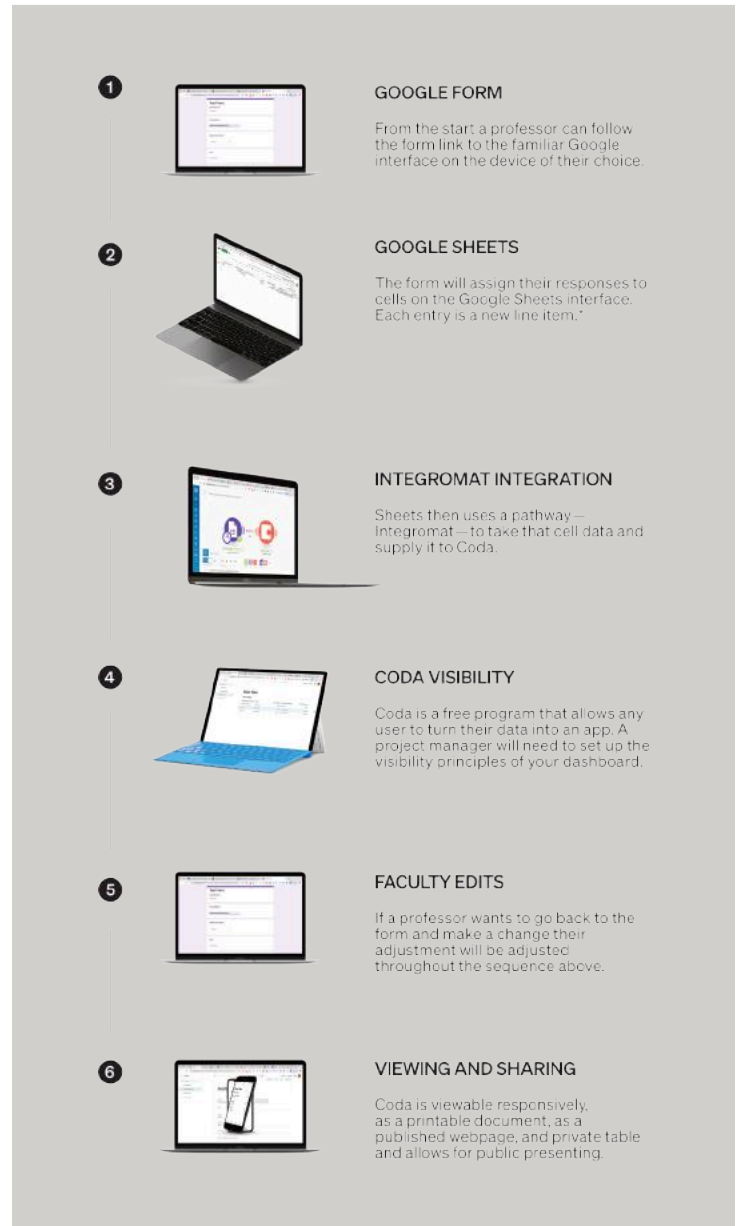 1
GOOGLE FORM
From the start a professor can follow
the form link to the familiar Google
interface on the device of their choice.
2
GOOGLE SHEETS
The form will assign their responses to
cells on the Google Sheets interface.
Each entry is a new line item.*
3
INTEGROMAT INTEGRATION
Sheets then uses a pathway—
Integromat—to take that cell data and
supply it to Coda.
4
CODA VISIBILITY
Coda is a free program that allows any
user to turn their data into an app. A
project manager will need to set up the
visibility principles of your dashboard.
5
FACULTY EDITS
If a professor wants to go back to the
form and make a change their
adjustment will be adjusted
throughout the sequence above.
6
VIEWING AND SHARING
Coda is viewable responsively,
as a printable document, as a
published webpage, and private table
and allows for public presenting.